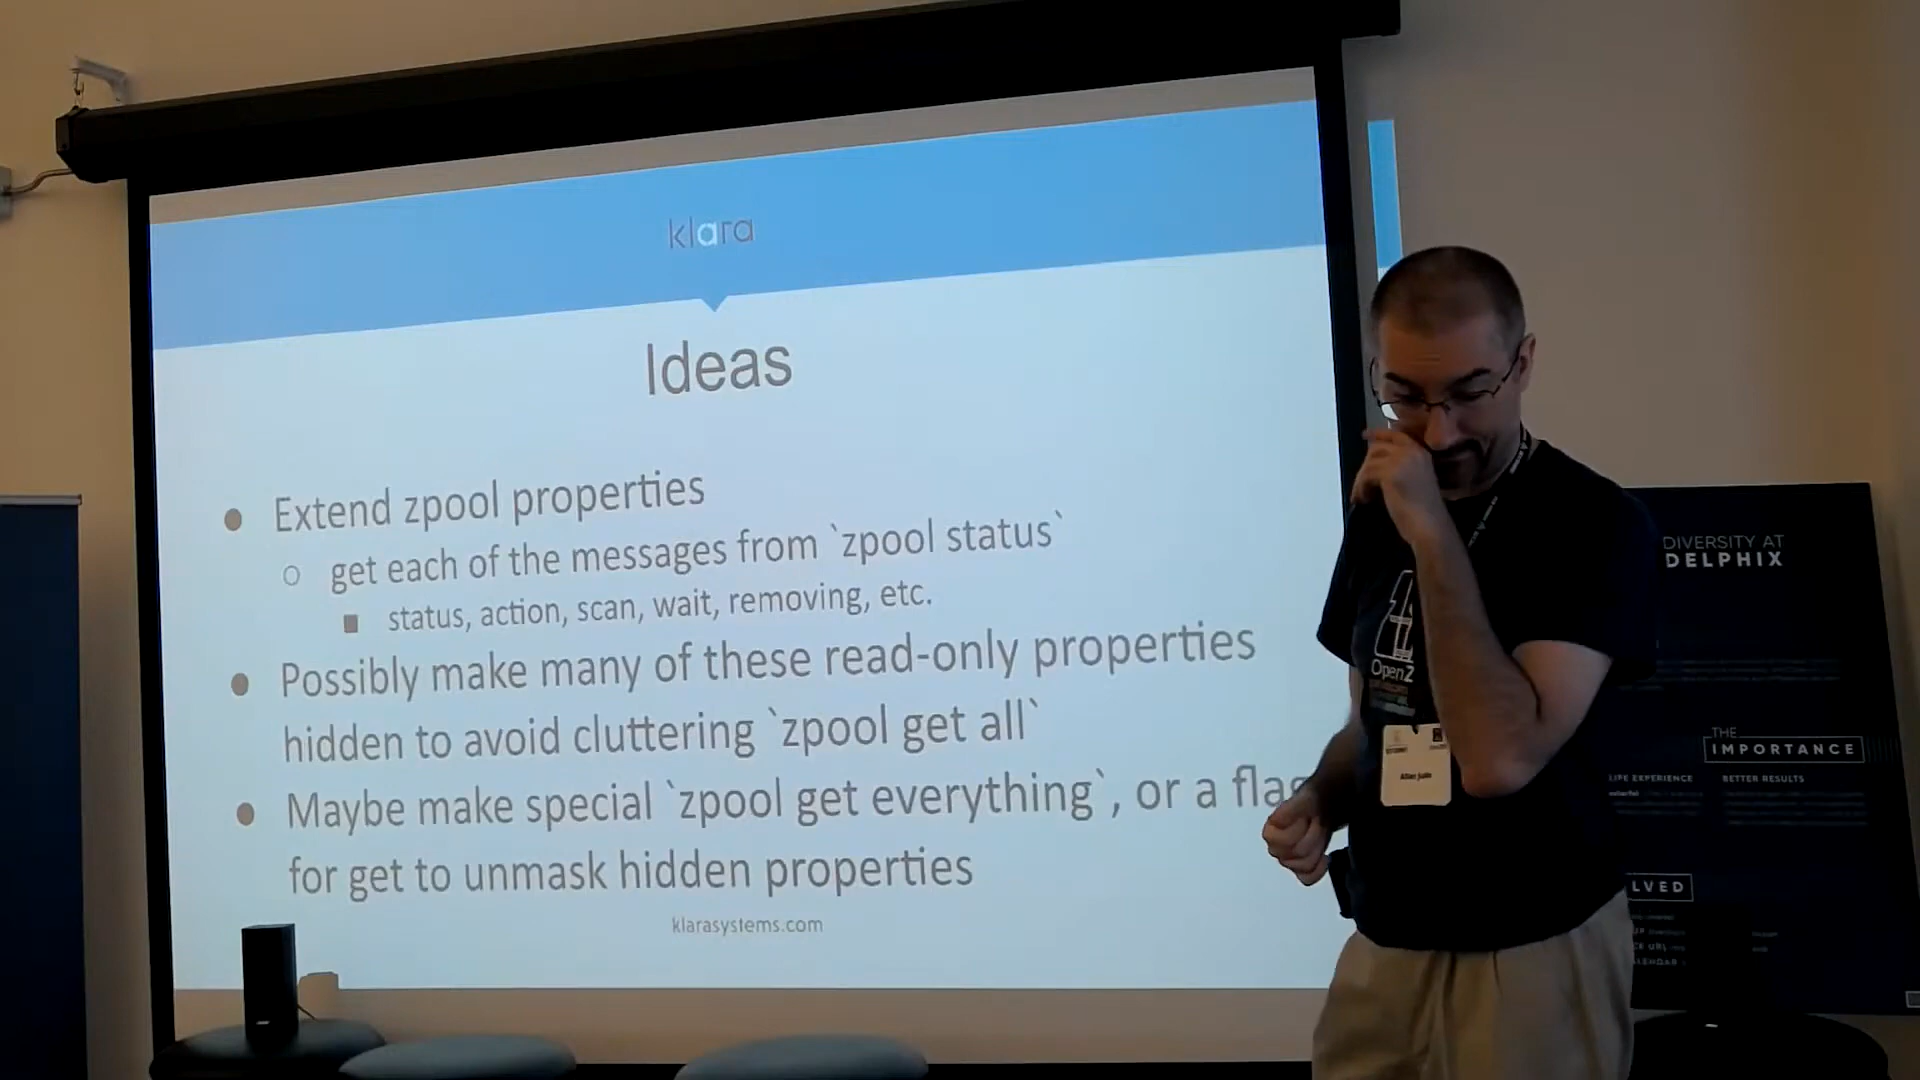 klara
Ideas
● Extend zpool properties
○ get each of the messages from `zpool status`
■ status, action, scan, wait, removing, etc.
● Possibly make many of these read-only properties
hidden to avoid cluttering `zpool get all`
● Maybe make special `zpool get everything`, or a flag
for get to unmask hidden properties
klarasystems.com
OpenZ
Allan Jude
DIVERSITY AT
DELPHIX
THE
IMPORTANCE
LIFE EXPERIENCE
BETTER RESULTS
LVED